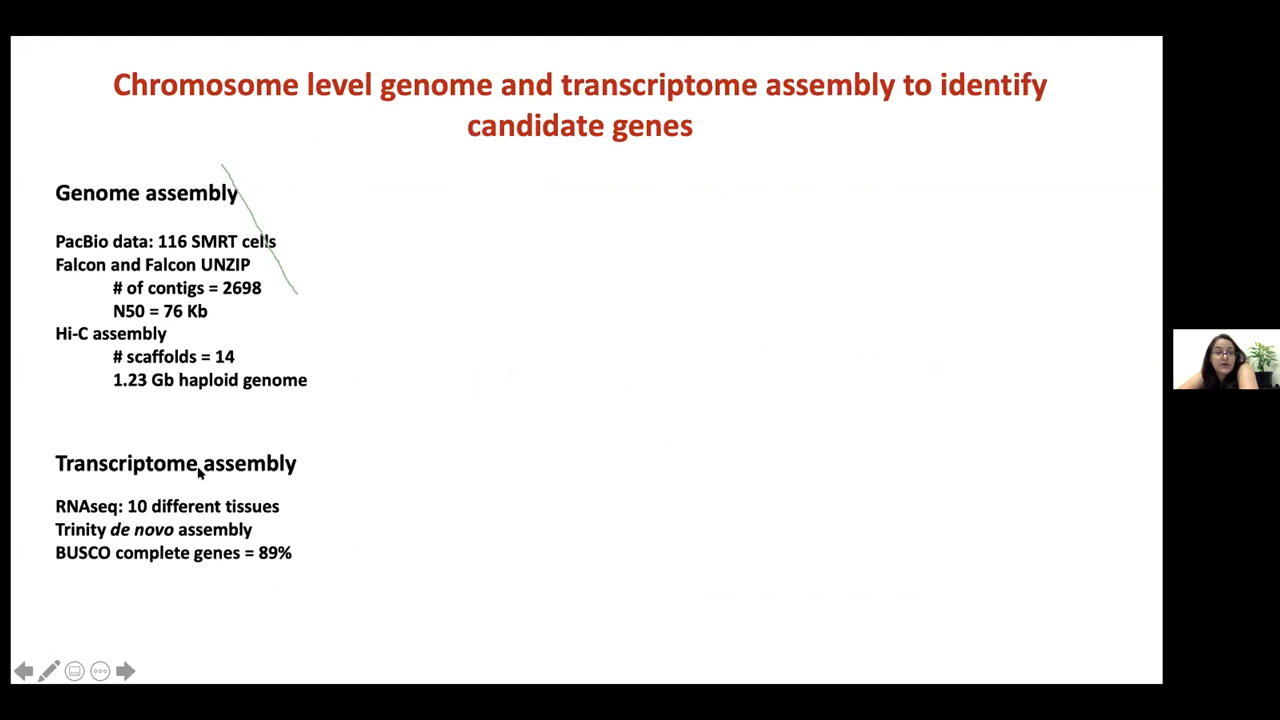 Chromosome level genome and transcriptome assembly to identify
candidate genes
Genome assembly
PacBio data: 116 SMRT cells
Falcon and Falcon UNZIP
# of contigs = 2698
N50 = 76 Kb
Hi-C assembly
# scaffolds = 14
1.23 Gb haploid genome
Transcriptome assembly
RNAseq: 10 different tissues
Trinity de novo assembly
BUSCO complete genes = 89%